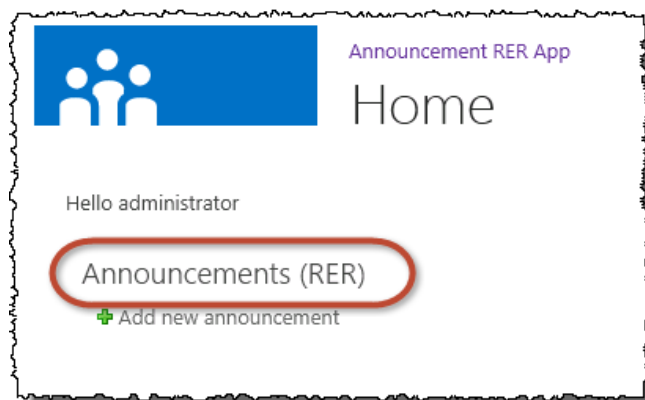 Announcement RER App
Home
Hello administrator
Announcements (RER)
Add new announcement